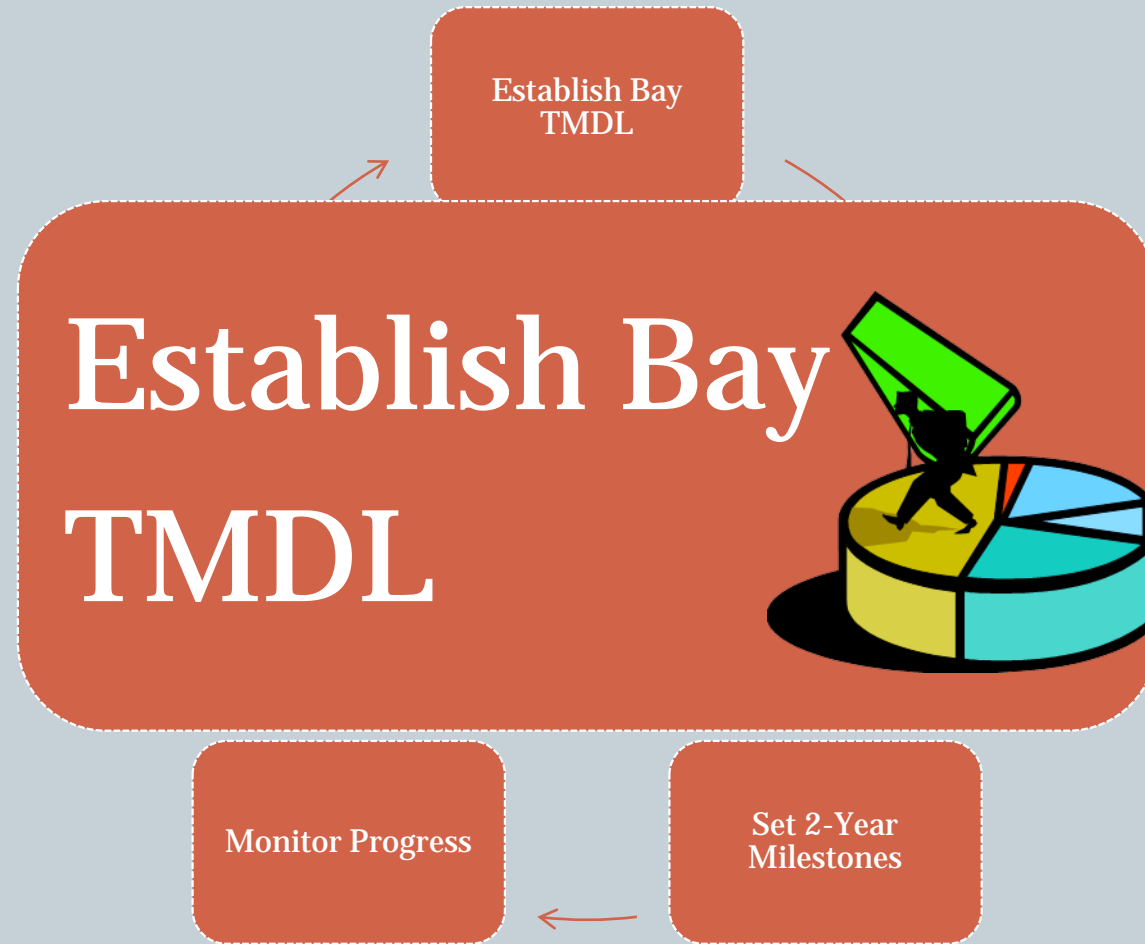 Establish Bay
TMDL
Establish Bay
TMDL
Monitor Progress
Set 2-Year
Milestones